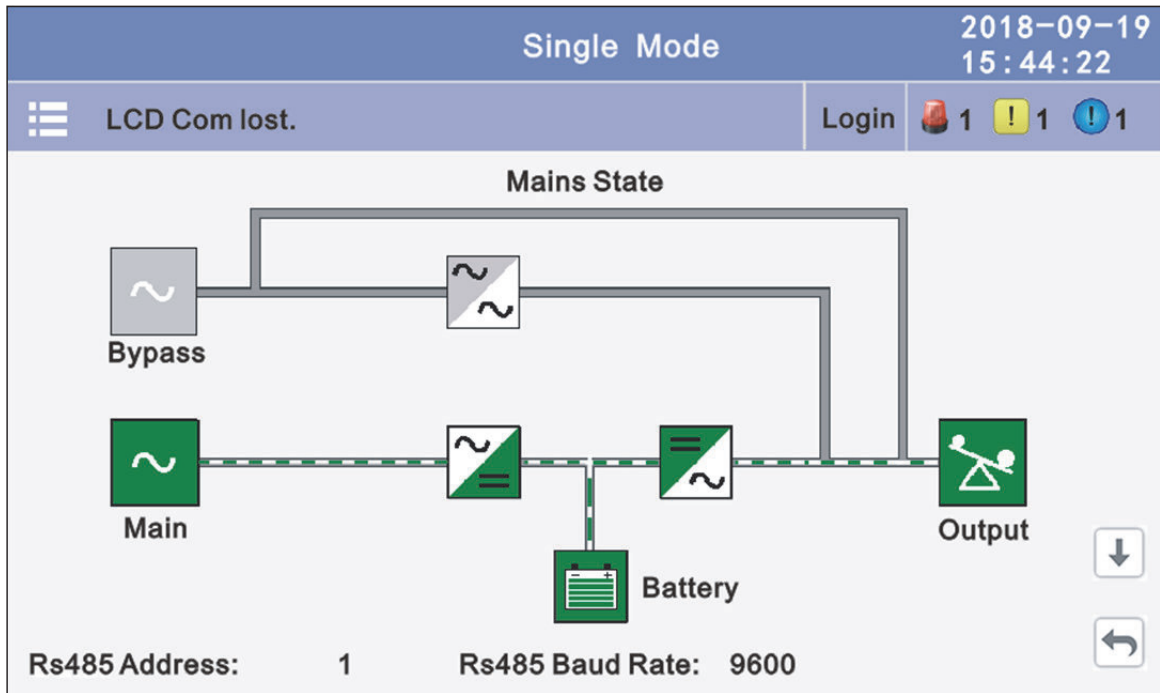 Single Mode
2018-09-19
15:44:22
LCD Com lost.
Login
1
! 1
! 1
Mains State
Bypass
Main
Output
- +
Battery
Rs485 Address: 1
Rs485 Baud Rate: 9600